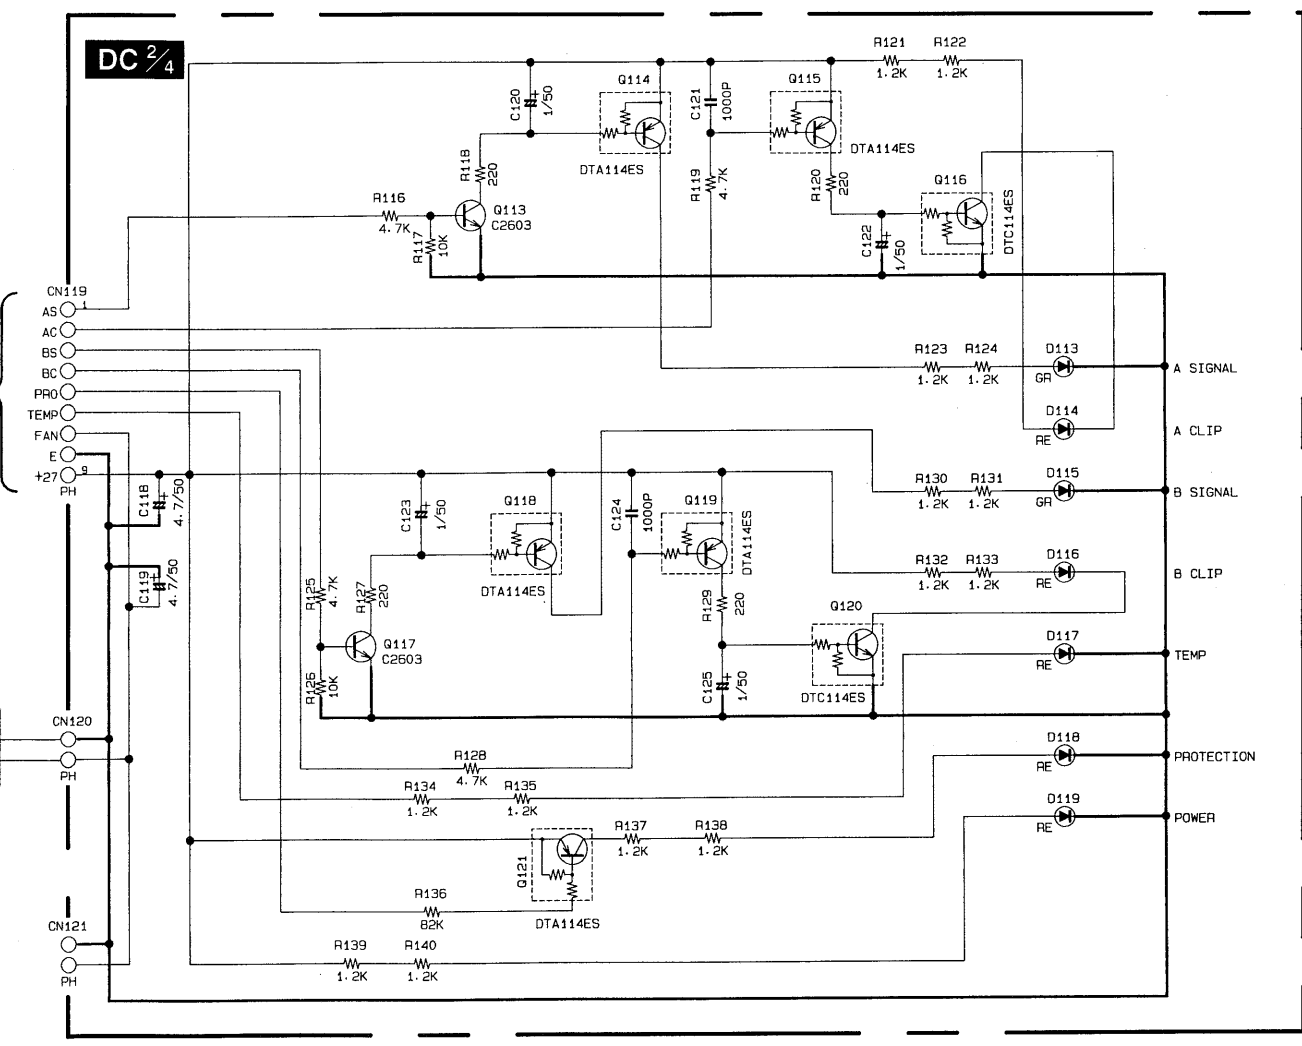 DC 2/4
R121 R122
1.2K 1.2K
C120
1/50
Q114
DTA114ES
C121
1000P
Q115
DTA114ES
R118
220
R119
4.7K
R120
220
Q116
DTC114ES
R116
4.7K
R117
10K
Q113
C2603
C122
1/50
CN119
AS 1
AC
BS
BC
PRO
TEMP
FAN
E
+27 9
PH
R123 R124
1.2K 1.2K
D113
GR
A SIGNAL
D114
RE
A CLIP
R130 R131
1.2K 1.2K
D115
GR
B SIGNAL
R132 R133
1.2K 1.2K
D116
RE
B CLIP
C118
4.7/50
C119
4.7/50
C123
1/50
Q118
DTA114ES
C124
1000P
Q119
DTA114ES
R125
4.7K
R127
220
R129
220
Q120
DTC114ES
Q117
C2603
R126
10K
C125
1/50
D117
RE
TEMP
CN120
PH
R128
4.7K
R134 R135
1.2K 1.2K
D118
RE
PROTECTION
D119
RE
POWER
Q121
DTA114ES
R137 R138
1.2K 1.2K
R136
82K
CN121
PH
R139 R140
1.2K 1.2K